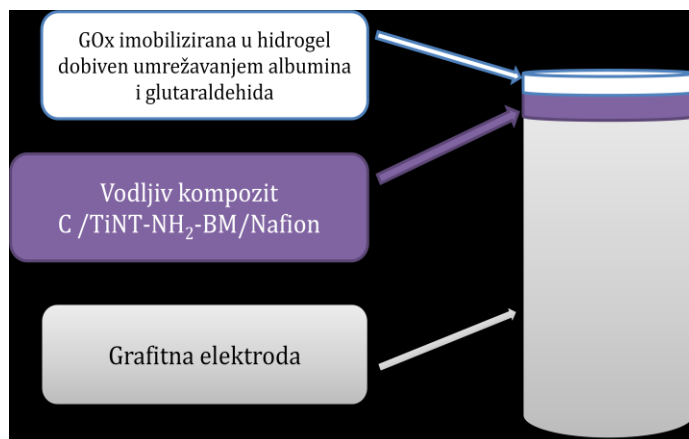 GOx imobilizirana u hidrogel
dobiven umrežavanjem albumina
i glutaraldehida
Vodljiv kompozit
C /TiNT-NH₂-BM/Nafion
Grafitna elektroda